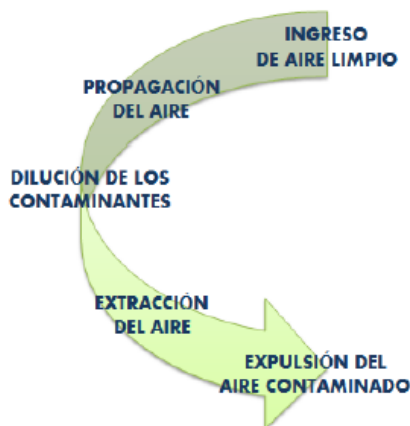 INGRESO
DE AIRE LIMPIO
PROPAGACIÓN
DEL AIRE
DILUCIÓN DE LOS
CONTAMINANTES
EXTRACCIÓN
DEL AIRE
EXPULSIÓN DEL
AIRE CONTAMINADO